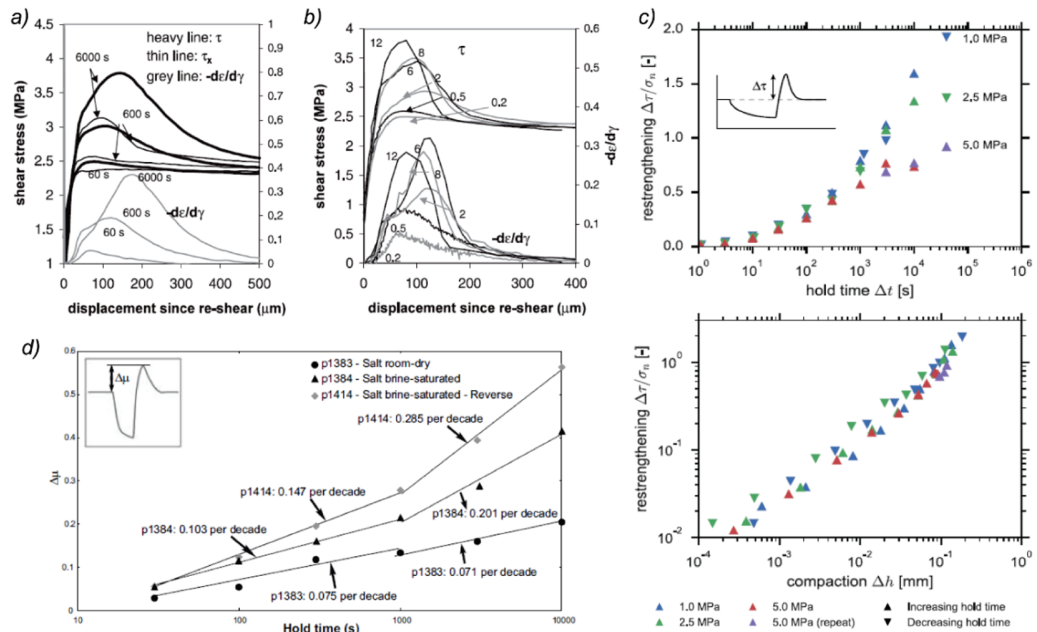 a)
heavy line: τ
thin line: τx
grey line: -dε/dγ
6000 s
600 s
60 s
6000 s
600 s
60 s
-dε/dγ
shear stress (MPa)
4.5
4
3.5
3
2.5
2
1.5
1
1
0.9
0.8
0.7
0.6
0.5
0.4
0.3
0.2
0.1
0
0 100 200 300 400 500
displacement since re-shear (μm)
b)
τ
12
8
6
2
0.5
0.2
12
6
8
2
0.5
0.2
-dε/dγ
shear stress (MPa)
4
3.5
3
2.5
2
1.5
1
0.5
0
-dε/dγ
0.6
0.5
0.4
0.3
0.2
0.1
0
0 100 200 300 400
displacement since re-shear (μm)
c)
Δτ
1.0 MPa
2.5 MPa
5.0 MPa
restrengthening Δτ/σn [-]
2.0
1.5
1.0
0.5
0.0
10^0 10^1 10^2 10^3 10^4 10^5 10^6
hold time Δt [s]
restrengthening Δτ/σn [-]
10^0
10^-1
10^-2
10^-4 10^-3 10^-2 10^-1 10^0
compaction Δh [mm]
1.0 MPa 5.0 MPa Increasing hold time
2.5 MPa 5.0 MPa (repeat) Decreasing hold time
d)
Δμ
p1383 - Salt room-dry
p1384 - Salt brine-saturated
p1414 - Salt brine-saturated - Reverse
p1414: 0.285 per decade
p1414: 0.147 per decade
p1384: 0.103 per decade
p1384: 0.201 per decade
p1383: 0.071 per decade
p1383: 0.075 per decade
Δμ
0.6
0.5
0.4
0.3
0.2
0.1
0
10 100 1000 10000
Hold time (s)